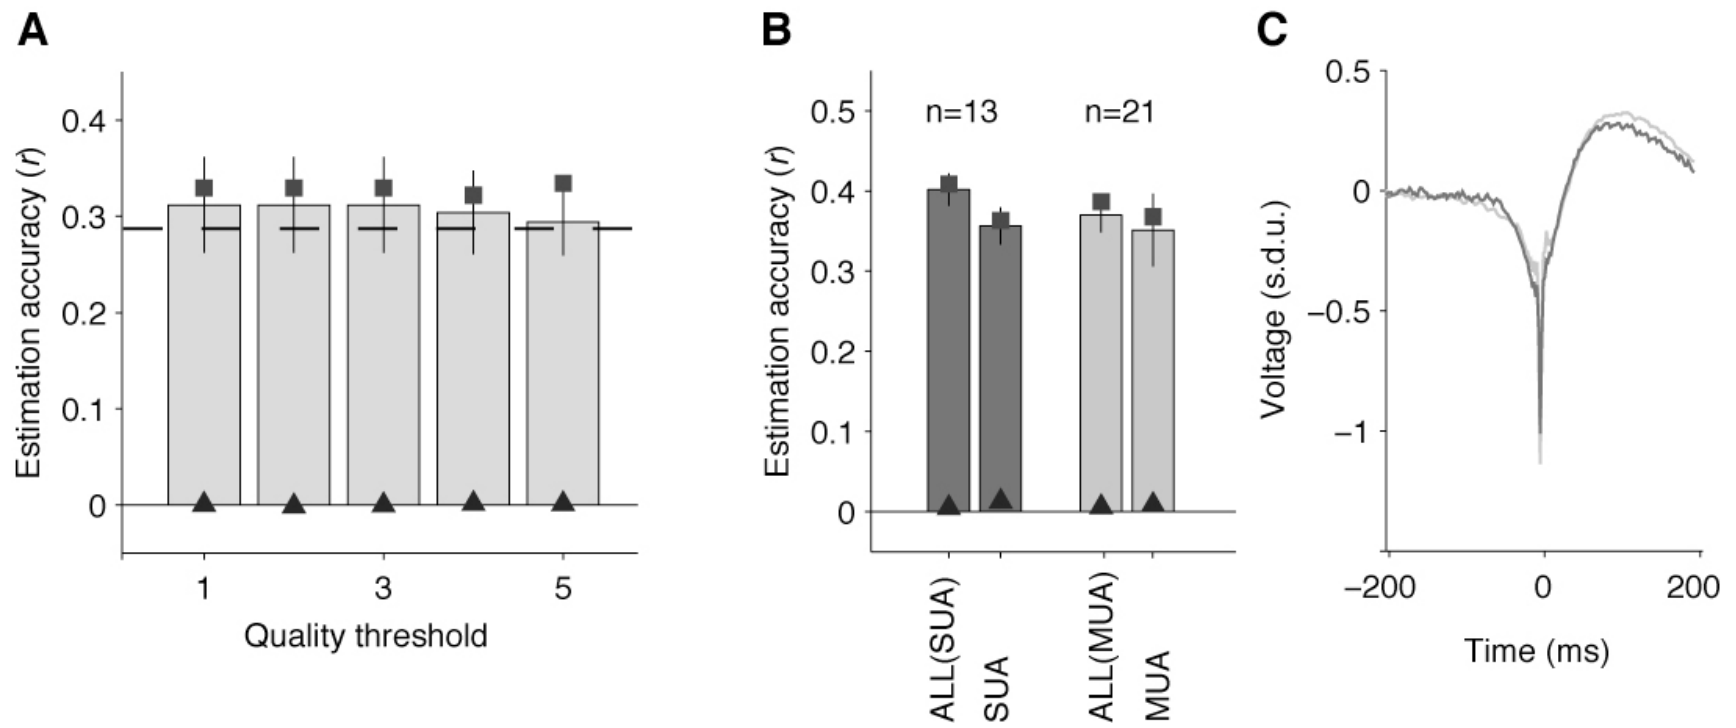 A
Estimation accuracy (r)
0.4
0.3
0.2
0.1
0
1
3
5
Quality threshold
B
Estimation accuracy (r)
0.5
0.4
0.3
0.2
0.1
0
n=13
n=21
ALL(SUA)
SUA
ALL(MUA)
MUA
C
Voltage (s.d.u.)
0.5
0
−0.5
−1
−200
0
200
Time (ms)